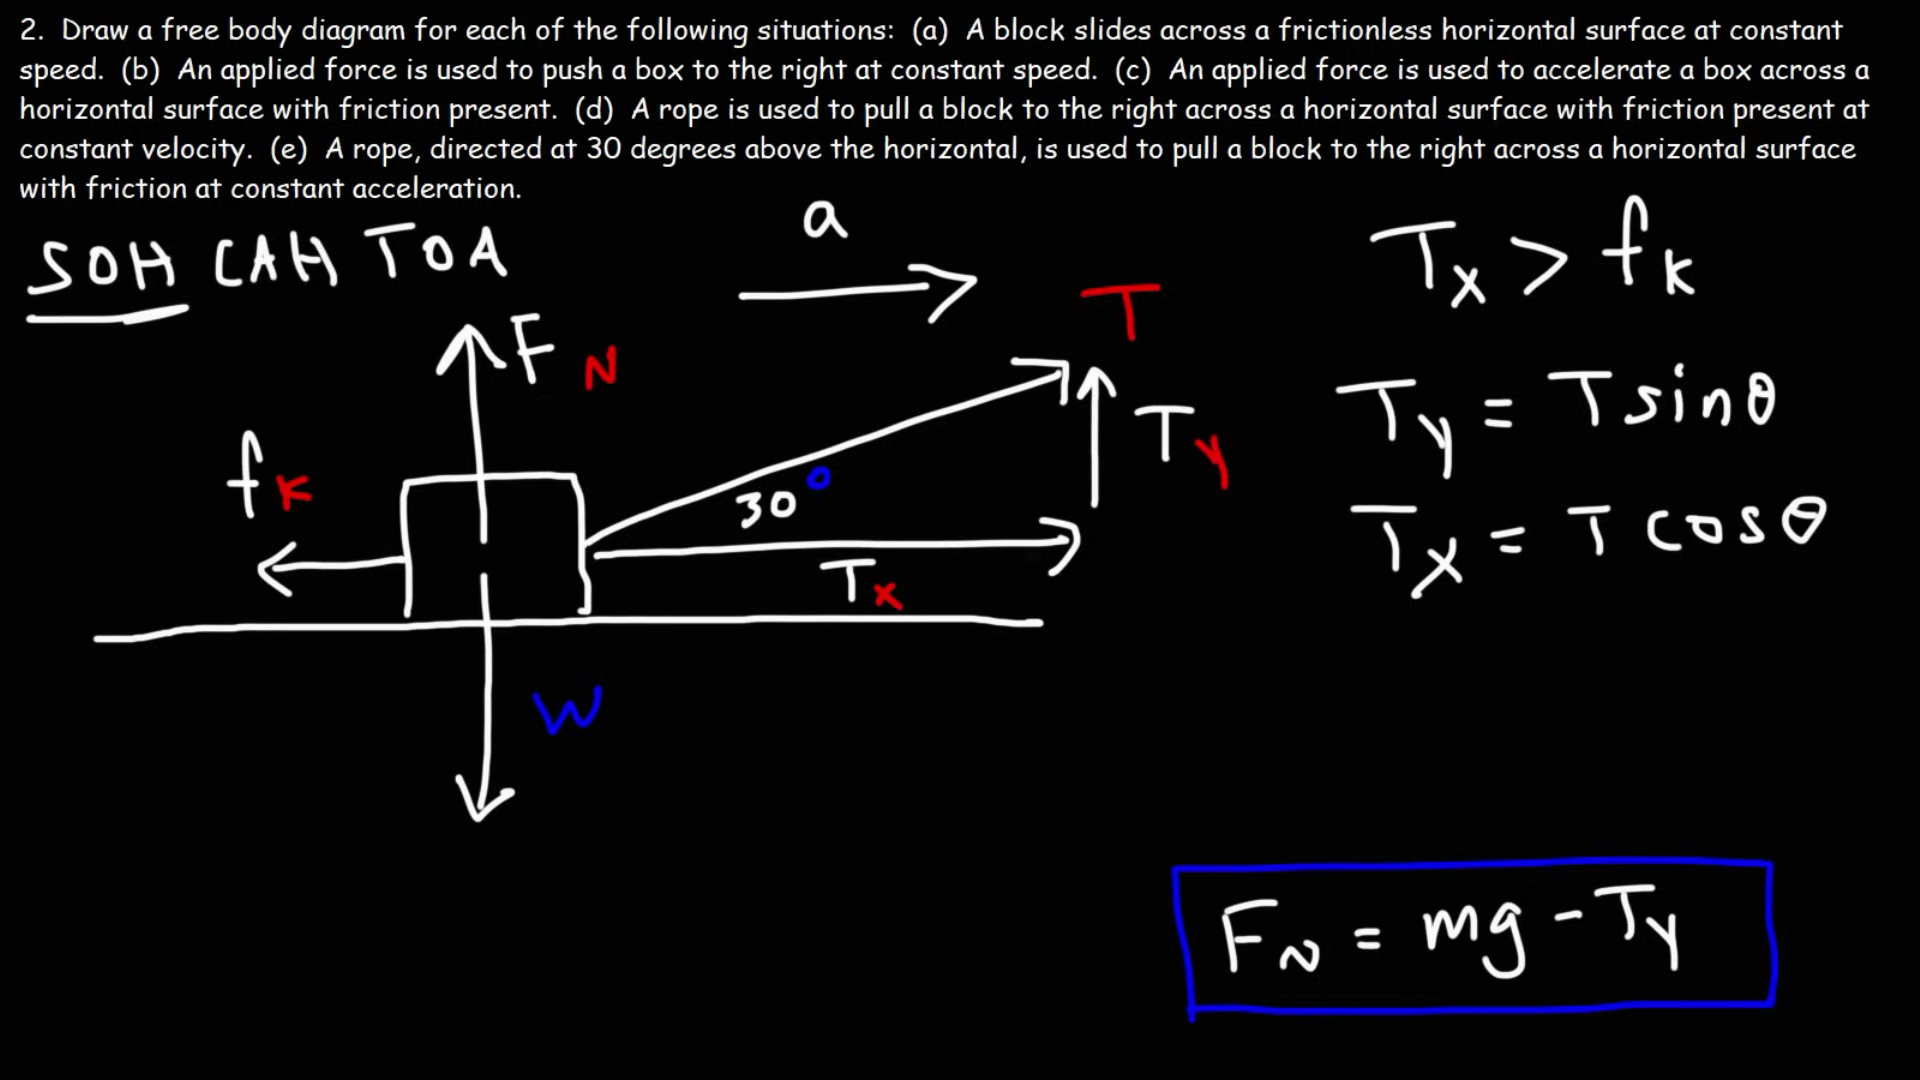 2. Draw a free body diagram for each of the following situations: (a) A block slides across a frictionless horizontal surface at constant
speed. (b) An applied force is used to push a box to the right at constant speed. (c) An applied force is used to accelerate a box across a
horizontal surface with friction present. (d) A rope is used to pull a block to the right across a horizontal surface with friction present at
constant velocity. (e) A rope, directed at 30 degrees above the horizontal, is used to pull a block to the right across a horizontal surface
with friction at constant acceleration.
SOH CAH TOA
a
Tx > fk
T
FN
Ty = T sinθ
Ty
fk
30°
Tx = T cosθ
Tx
W
FN = mg - Ty